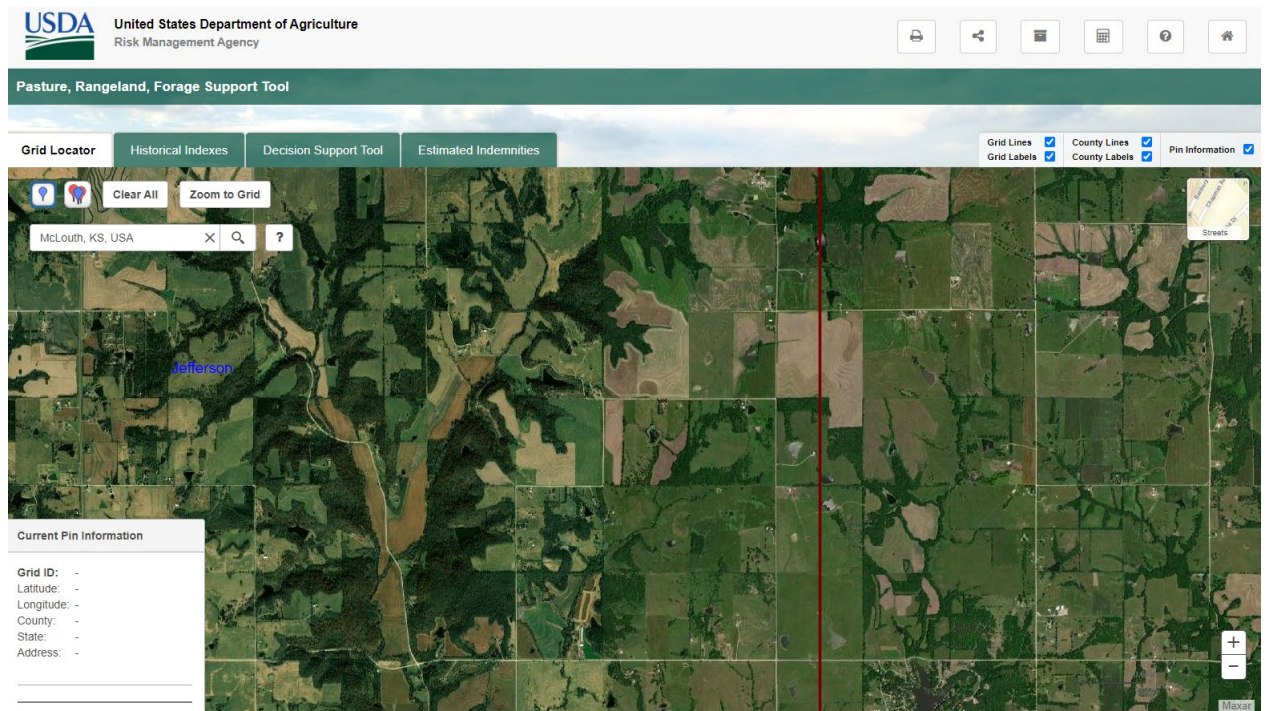 USDA
United States Department of Agriculture
Risk Management Agency
Pasture, Rangeland, Forage Support Tool
Grid Locator
Historical Indexes
Decision Support Tool
Estimated Indemnities
Grid Lines
County Lines
Grid Labels
County Labels
Pin Information
Clear All
Zoom to Grid
McLouth, KS, USA
?
Streets
Jefferson
Current Pin Information
Grid ID: -
Latitude: -
Longitude: -
County: -
State: -
Address: -
+
−
Maxar